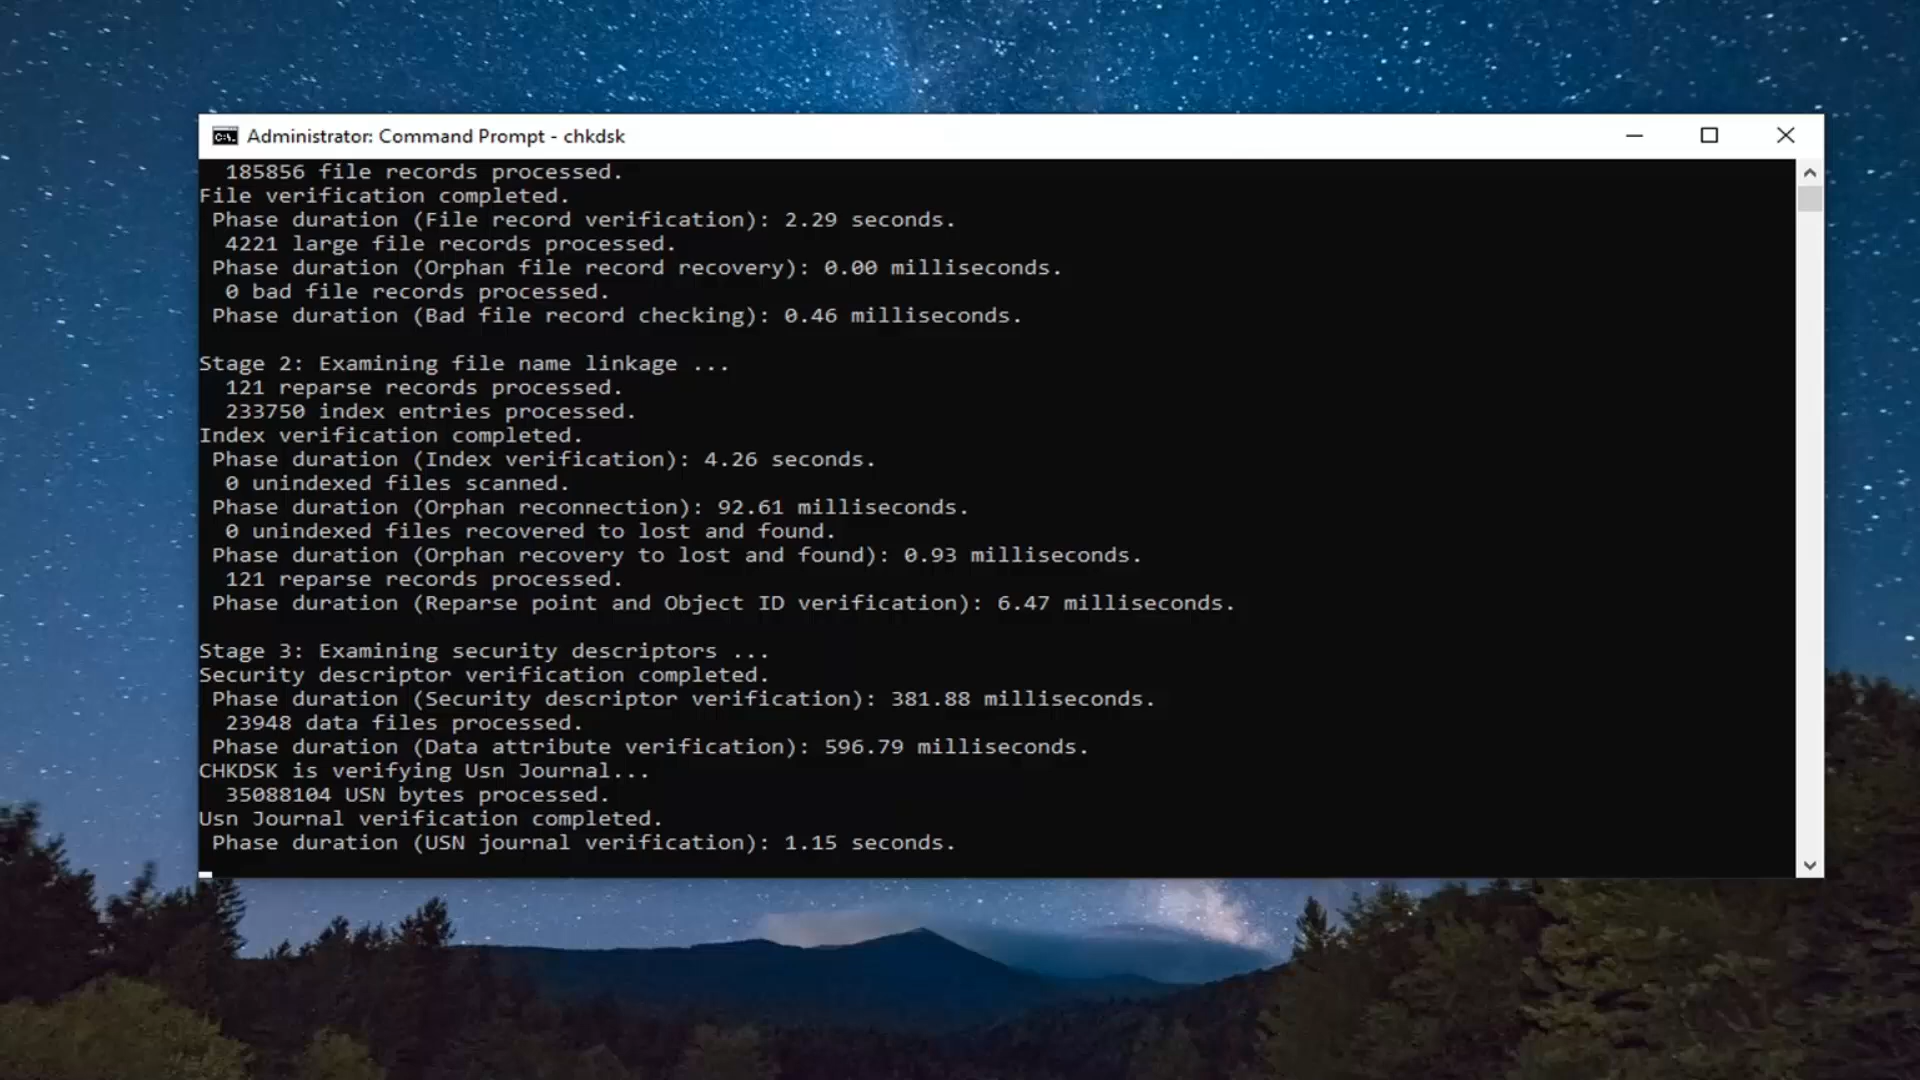 Administrator: Command Prompt - chkdsk
185856 file records processed.
File verification completed.
Phase duration (File record verification): 2.29 seconds.
4221 large file records processed.
Phase duration (Orphan file record recovery): 0.00 milliseconds.
0 bad file records processed.
Phase duration (Bad file record checking): 0.46 milliseconds.
Stage 2: Examining file name linkage ...
121 reparse records processed.
233750 index entries processed.
Index verification completed.
Phase duration (Index verification): 4.26 seconds.
0 unindexed files scanned.
Phase duration (Orphan reconnection): 92.61 milliseconds.
0 unindexed files recovered to lost and found.
Phase duration (Orphan recovery to lost and found): 0.93 milliseconds.
121 reparse records processed.
Phase duration (Reparse point and Object ID verification): 6.47 milliseconds.
Stage 3: Examining security descriptors ...
Security descriptor verification completed.
Phase duration (Security descriptor verification): 381.88 milliseconds.
23948 data files processed.
Phase duration (Data attribute verification): 596.79 milliseconds.
CHKDSK is verifying Usn Journal...
35088104 USN bytes processed.
Usn Journal verification completed.
Phase duration (USN journal verification): 1.15 seconds.